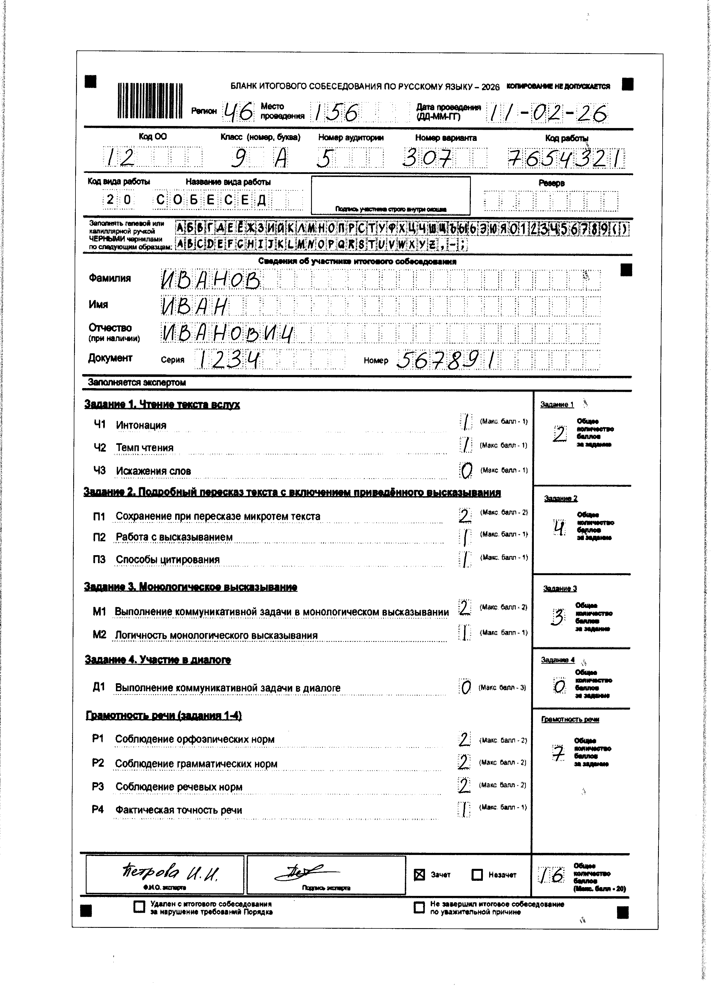 БЛАНК ИТОГОВОГО СОБЕСЕДОВАНИЯ ПО РУССКОМУ ЯЗЫКУ – 2026 КОПИРОВАНИЕ НЕ ДОПУСКАЕТСЯ
Регион 46 Место проведения 156 Дата проведения (ДД-ММ-ГГ) 11-02-26
Код ОО Класс (номер, буква) Номер аудитории Номер варианта Код работы
12 9 А 5 307 7654321
Код вида работы Название вида работы Резерв
20 СОБЕСЕД
Подпись участника строго внутри окошка
Заполнять гелевой или
капиллярной ручкой
ЧЕРНЫМИ чернилами
по следующим образцам:
АБВГДЕЁЖЗИЙКЛМНОПРСТУФХЦЧШЩЪЫЬЭЮЯ0123456789()
ABCDEFGHIJKLMNOPQRSTUVWXYZ,-;
Сведения об участнике итогового собеседования
Фамилия ИВАНОВ
Имя ИВАН
Отчество (при наличии) ИВАНОВИЧ
Документ Серия 1234 Номер 567891
Заполняется экспертом
Задание 1. Чтение текста вслух
Ч1 Интонация 1 (Макс. балл - 1)
Ч2 Темп чтения 1 (Макс. балл - 1)
Ч3 Искажения слов 0 (Макс. балл - 1)
Задание 1
2 Общее количество баллов за задание
Задание 2. Подробный пересказ текста с включением приведённого высказывания
П1 Сохранение при пересказе микротем текста 2 (Макс. балл - 2)
П2 Работа с высказыванием 1 (Макс. балл - 1)
П3 Способы цитирования 1 (Макс. балл - 1)
Задание 2
4 Общее количество баллов за задание
Задание 3. Монологическое высказывание
М1 Выполнение коммуникативной задачи в монологическом высказывании 2 (Макс. балл - 2)
М2 Логичность монологического высказывания 1 (Макс. балл - 1)
Задание 3
3 Общее количество баллов за задание
Задание 4. Участие в диалоге
Д1 Выполнение коммуникативной задачи в диалоге 0 (Макс. балл - 3)
Задание 4
0 Общее количество баллов за задание
Грамотность речи (задания 1-4)
Р1 Соблюдение орфоэпических норм 2 (Макс. балл - 2)
Р2 Соблюдение грамматических норм 2 (Макс. балл - 2)
Р3 Соблюдение речевых норм 2 (Макс. балл - 2)
Р4 Фактическая точность речи 1 (Макс. балл - 1)
Грамотность речи
7 Общее количество баллов за задание
Петрова И.И.
Ф.И.О. эксперта
Подпись эксперта
Зачет Незачет
16 Общее количество баллов (Макс. балл - 20)
Удален с итогового собеседования
за нарушение требований Порядка
Не завершил итоговое собеседование
по уважительной причине